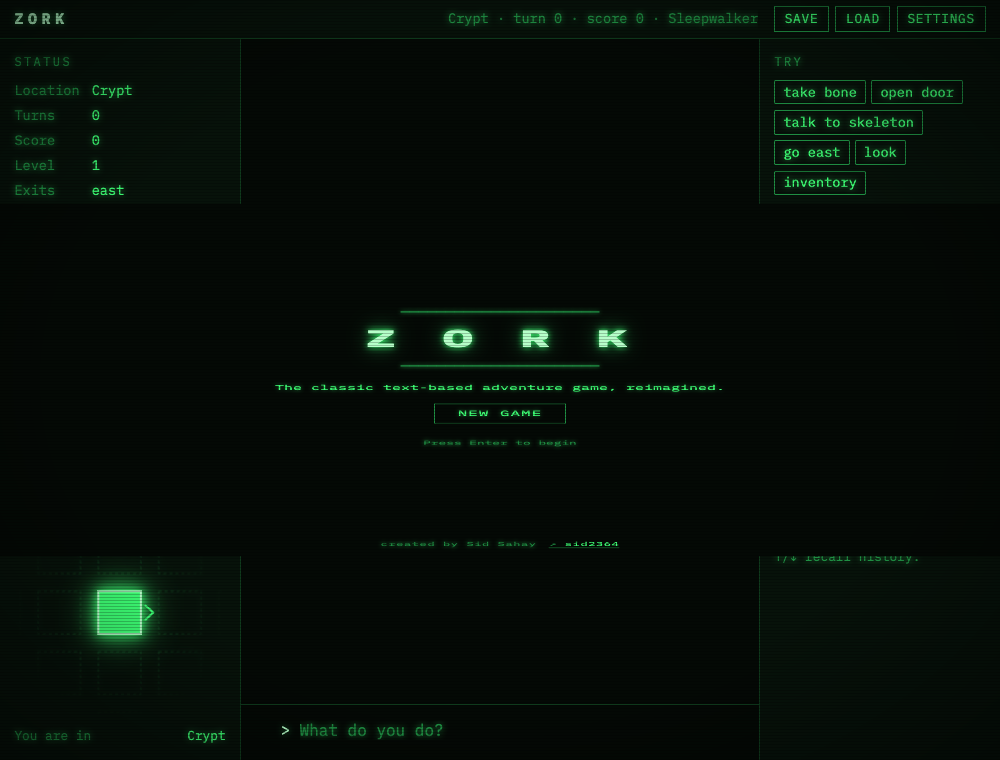 ZORK
Crypt · turn 0 · score 0 · Sleepwalker
SAVE
LOAD
SETTINGS
STATUS
Location Crypt
Turns 0
Score 0
Level 1
Exits east
TRY
take bone
open door
talk to skeleton
go east
look
inventory
Z O R K
The classic text-based adventure game, reimagined.
NEW GAME
Press Enter to begin
created by Sid Sahay ↗ sid2364
↑/↓ recall history.
You are in Crypt
> What do you do?